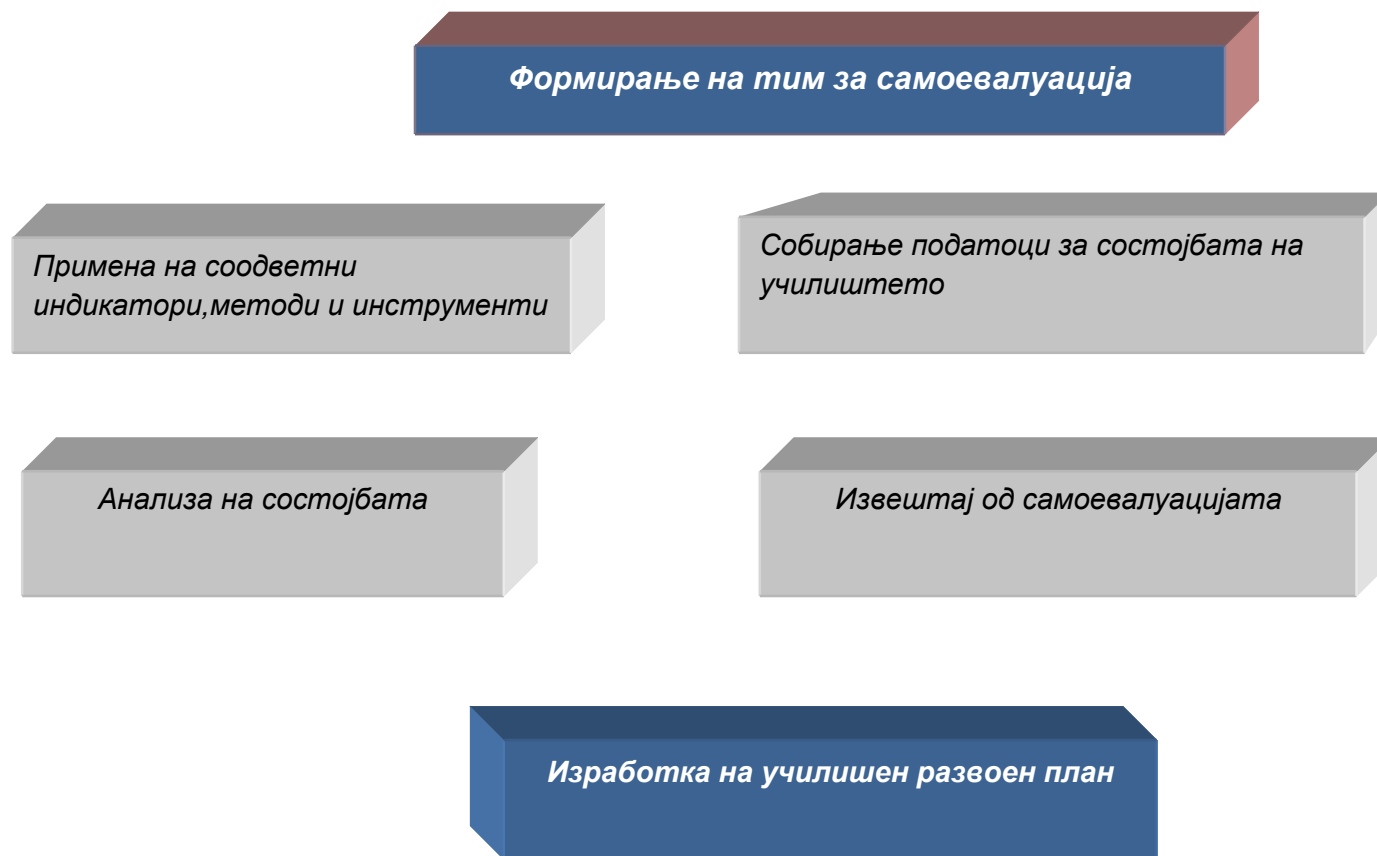 Формирање на тим за самоевалуација
Примена на соодветни
индикатори,методи и инструменти
Собирање податоци за состојбата на
училиштето
Анализа на состојбата
Извештај од самоевалуацијата
Изработка на училишен развоен план